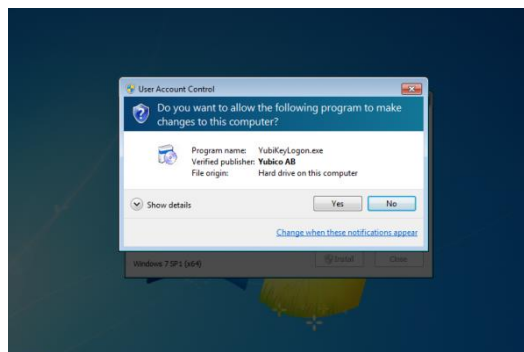 User Account Control
Do you want to allow the following program to make
changes to this computer?
Program name: YubiKeyLogon.exe
Verified publisher: Yubico AB
File origin: Hard drive on this computer
Show details
Yes
No
Change when these notifications appear
Windows 7 SP1 (x64)
Install
Close